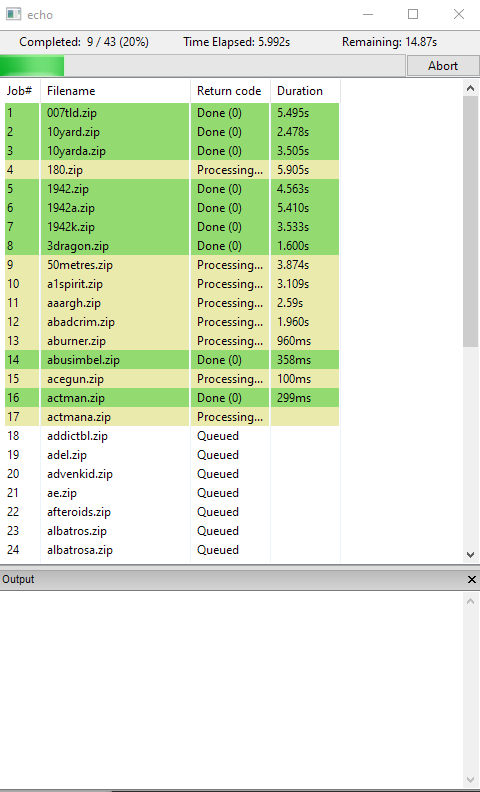 echo
Completed: 9 / 43 (20%) Time Elapsed: 5.992s Remaining: 14.87s
Abort
Job# Filename Return code Duration
1 007tld.zip Done (0) 5.495s
2 10yard.zip Done (0) 2.478s
3 10yarda.zip Done (0) 3.505s
4 180.zip Processing... 5.905s
5 1942.zip Done (0) 4.563s
6 1942a.zip Done (0) 5.410s
7 1942k.zip Done (0) 3.533s
8 3dragon.zip Done (0) 1.600s
9 50metres.zip Processing... 3.874s
10 a1spirit.zip Processing... 3.109s
11 aaargh.zip Processing... 2.59s
12 abadcrim.zip Processing... 1.960s
13 aburner.zip Processing... 960ms
14 abusimbel.zip Done (0) 358ms
15 acegun.zip Processing... 100ms
16 actman.zip Done (0) 299ms
17 actmana.zip Processing...
18 addictbl.zip Queued
19 adel.zip Queued
20 advenkid.zip Queued
21 ae.zip Queued
22 afteroids.zip Queued
23 albatros.zip Queued
24 albatrosa.zip Queued
Output